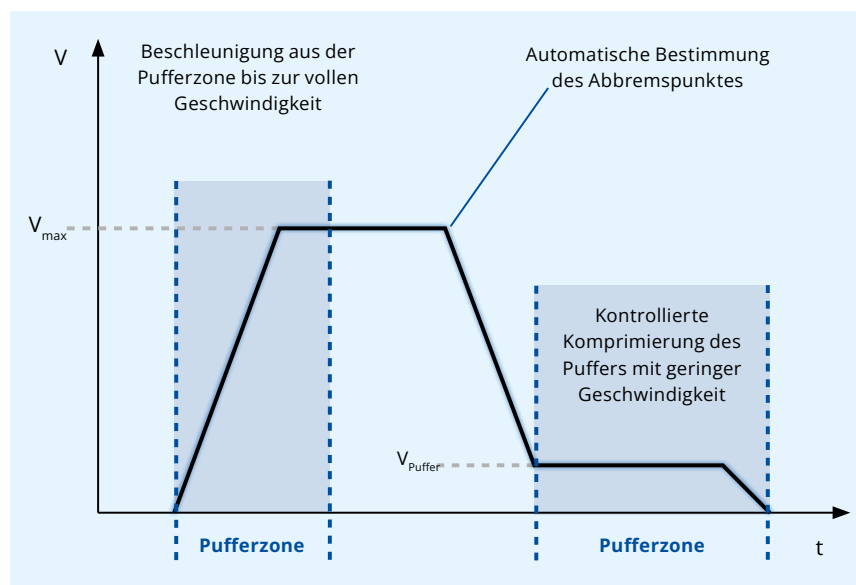 V
Beschleunigung aus der
Pufferzone bis zur vollen
Geschwindigkeit
Automatische Bestimmung
des Abbremspunktes
Vmax
Kontrollierte
Komprimierung des
Puffers mit geringer
Geschwindigkeit
VPuffer
Pufferzone
Pufferzone
t